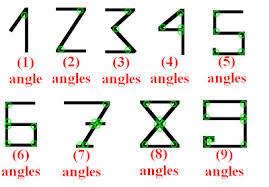 1 2 3 4 5
(1) (2) (3) (4) (5)
angle angles angles angles angles
6 7 8 9
(6) (7) (8) (9)
angles angles angles angles